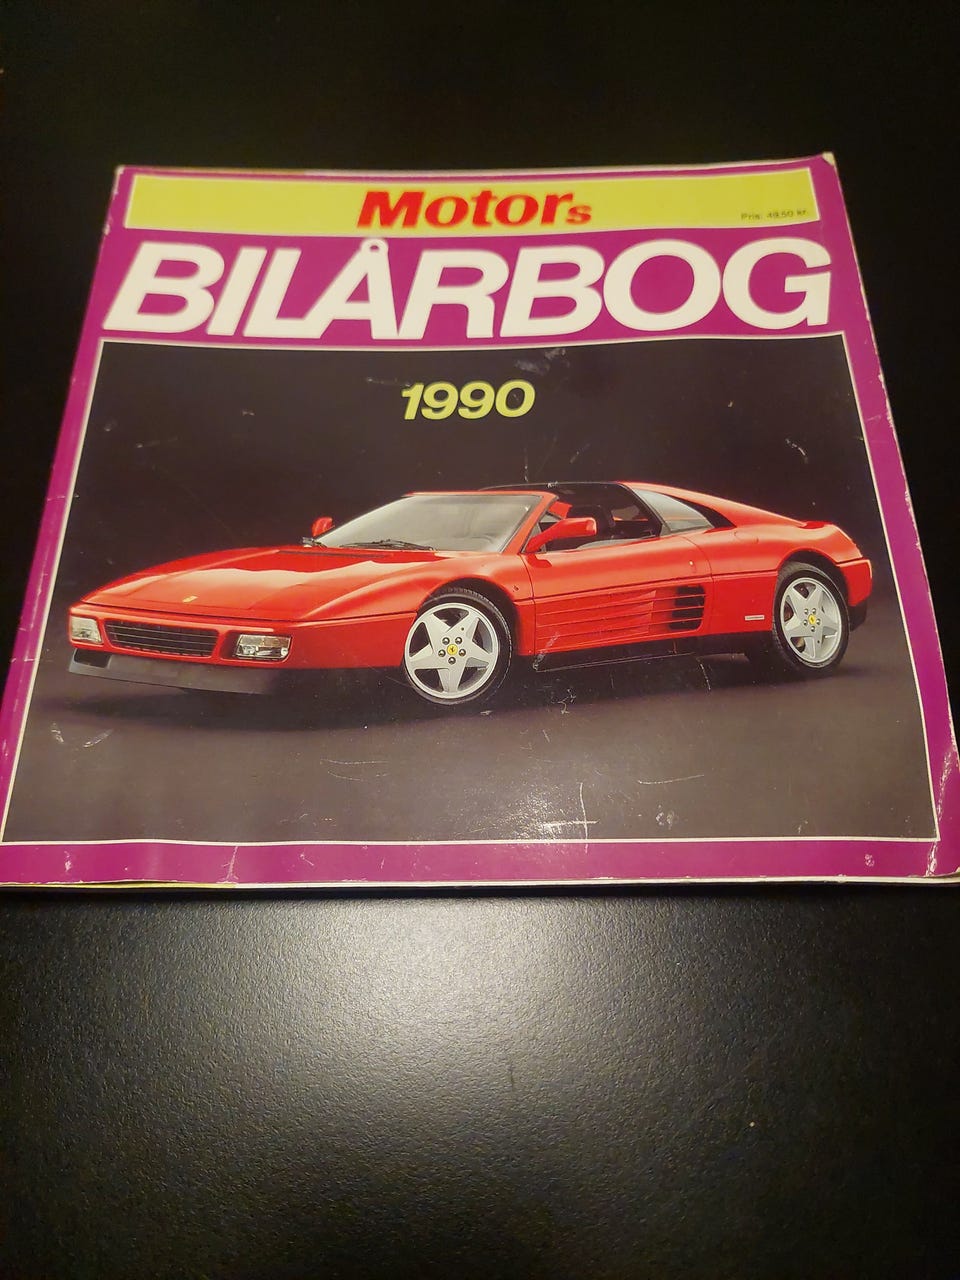 Motors
Pris: 49,50 kr.
BILÅRBOG
1990